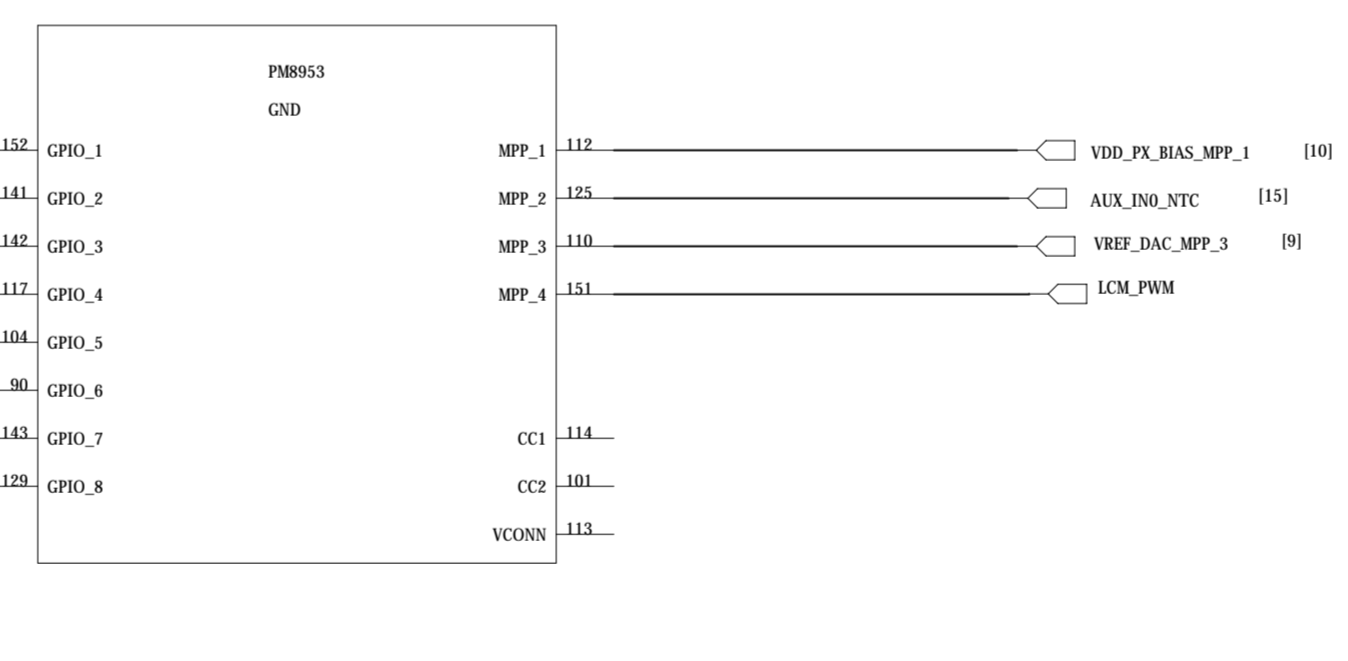 PM8953
GND
152 GPIO_1 MPP_1 112 VDD_PX_BIAS_MPP_1 [10]
141 GPIO_2 MPP_2 125 AUX_IN0_NTC [15]
142 GPIO_3 MPP_3 110 VREF_DAC_MPP_3 [9]
117 GPIO_4 MPP_4 151 LCM_PWM
104 GPIO_5
90 GPIO_6
143 GPIO_7 CC1 114
129 GPIO_8 CC2 101
VCONN 113